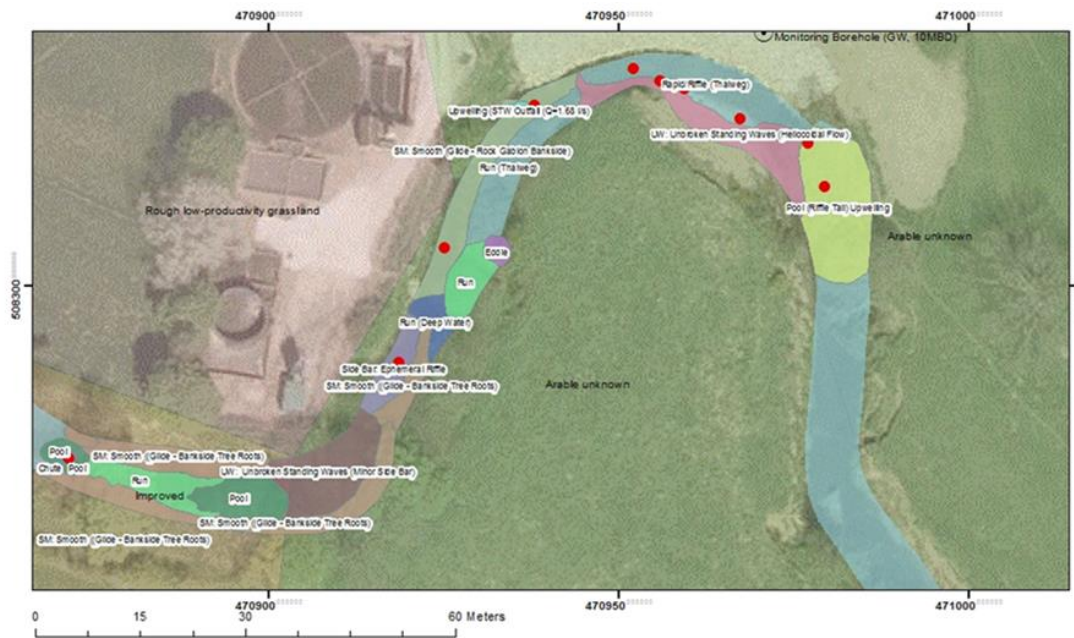 470900
470950
471000
Monitoring Borehole (GW, 10MBD)
Rapid Riffle (Thalweg)
Upwelling (STW Outfall (Q=1.68 l/s)
UW: Unbroken Standing Waves (Heliocoidal Flow)
SM: Smooth (Glide - Rock Gabion Bankside)
Run (Thalweg)
Rough low-productivity grassland
Pool (Riffle Tail) Upwelling
Arable unknown
Eddie
Run
508300
Run (Deep Water)
Side Bar: Ephemeral Riffle
SM: Smooth ((Glide - Bankside Tree Roots)
Arable unknown
Pool
SM: Smooth ((Glide - Bankside Tree Roots)
Chute
Pool
UW: Unbroken Standing Waves (Minor Side Bar)
Run
Improved
Pool
SM: Smooth ((Glide - Bankside Tree Roots)
SM: Smooth ((Glide - Bankside Tree Roots)
470900
470950
471000
0 15 30 60 Meters